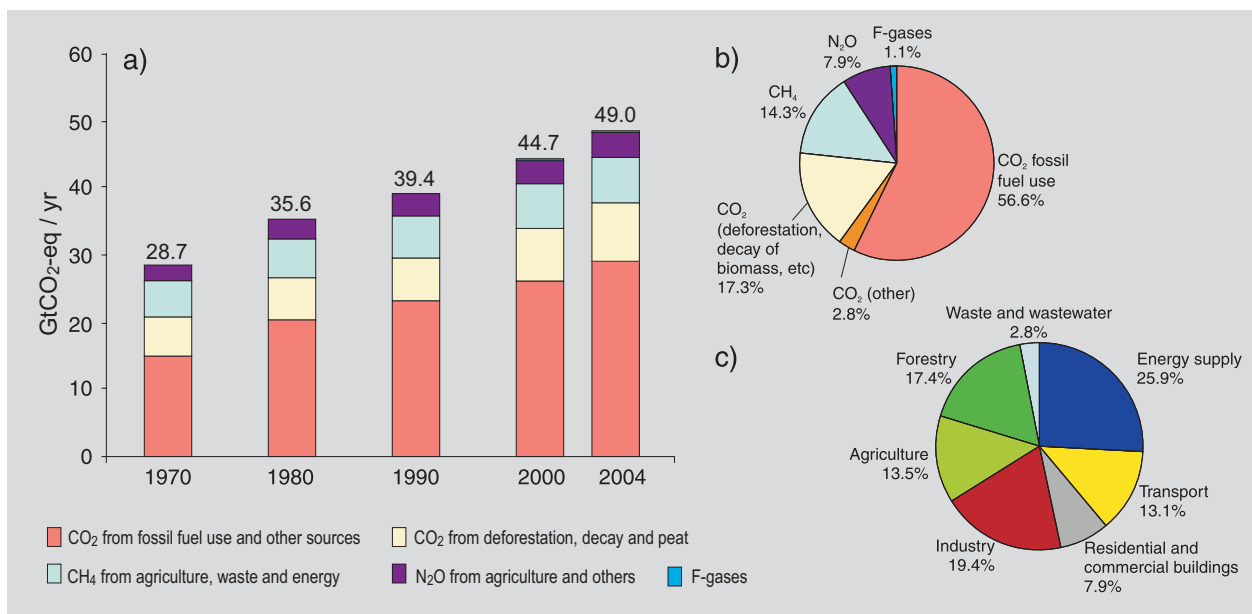 a)
60
50
40
30
20
10
0
GtCO2-eq / yr
28.7
35.6
39.4
44.7
49.0
1970
1980
1990
2000
2004
CO2 from fossil fuel use and other sources
CO2 from deforestation, decay and peat
CH4 from agriculture, waste and energy
N2O from agriculture and others
F-gases
b)
F-gases
1.1%
N2O
7.9%
CH4
14.3%
CO2 fossil
fuel use
56.6%
CO2
(deforestation,
decay of
biomass, etc)
17.3%
CO2 (other)
2.8%
c)
Waste and wastewater
2.8%
Forestry
17.4%
Energy supply
25.9%
Agriculture
13.5%
Transport
13.1%
Industry
19.4%
Residential and
commercial buildings
7.9%